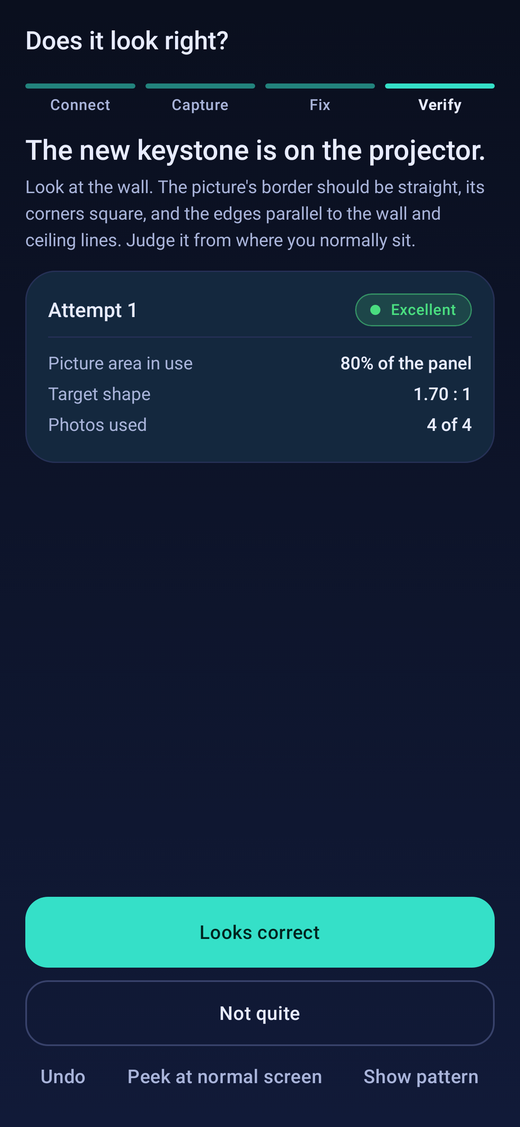 Does it look right?
Connect
Capture
Fix
Verify
The new keystone is on the projector.
Look at the wall. The picture's border should be straight, its
corners square, and the edges parallel to the wall and
ceiling lines. Judge it from where you normally sit.
Attempt 1
Excellent
Picture area in use
80% of the panel
Target shape
1.70 : 1
Photos used
4 of 4
Looks correct
Not quite
Undo
Peek at normal screen
Show pattern